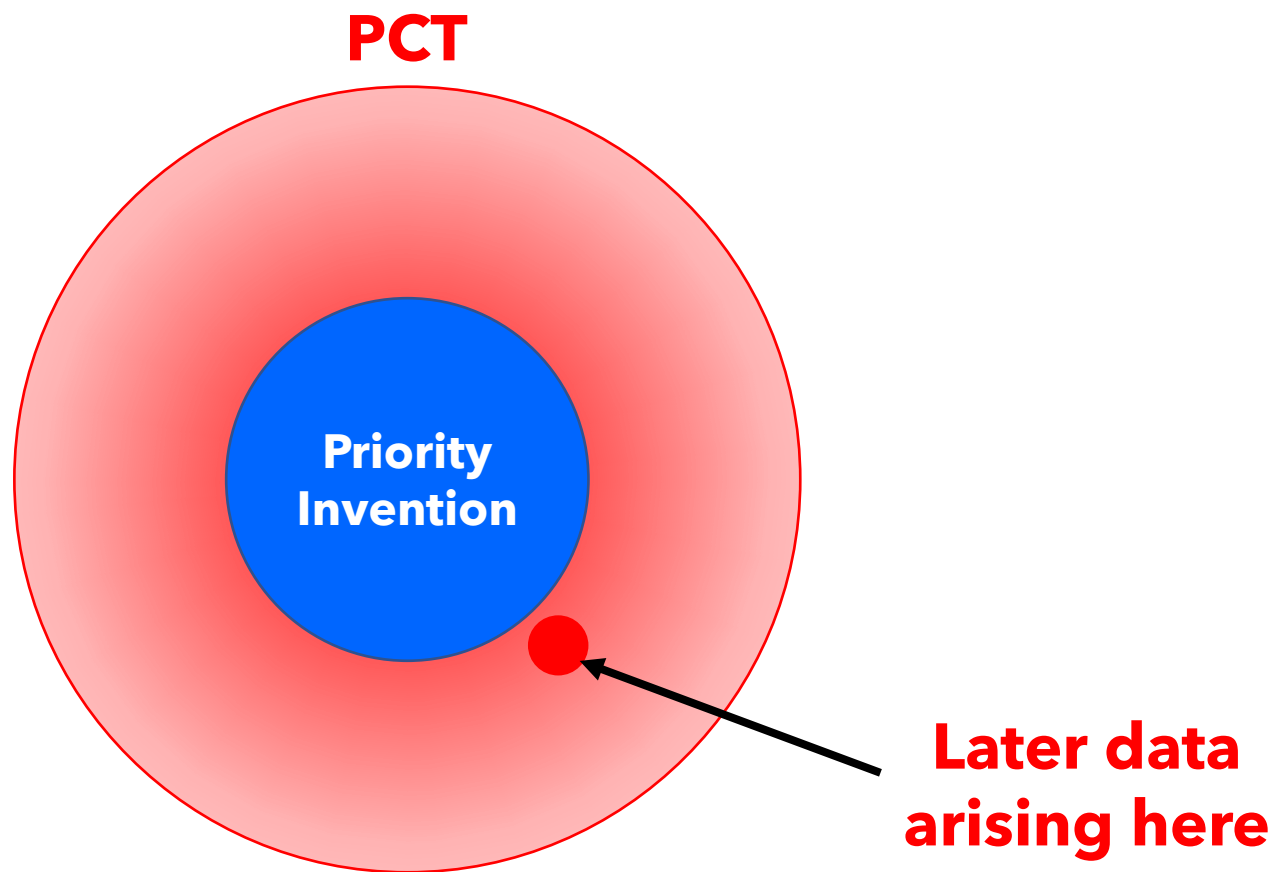 PCT
Priority
Invention
Later data
arising here